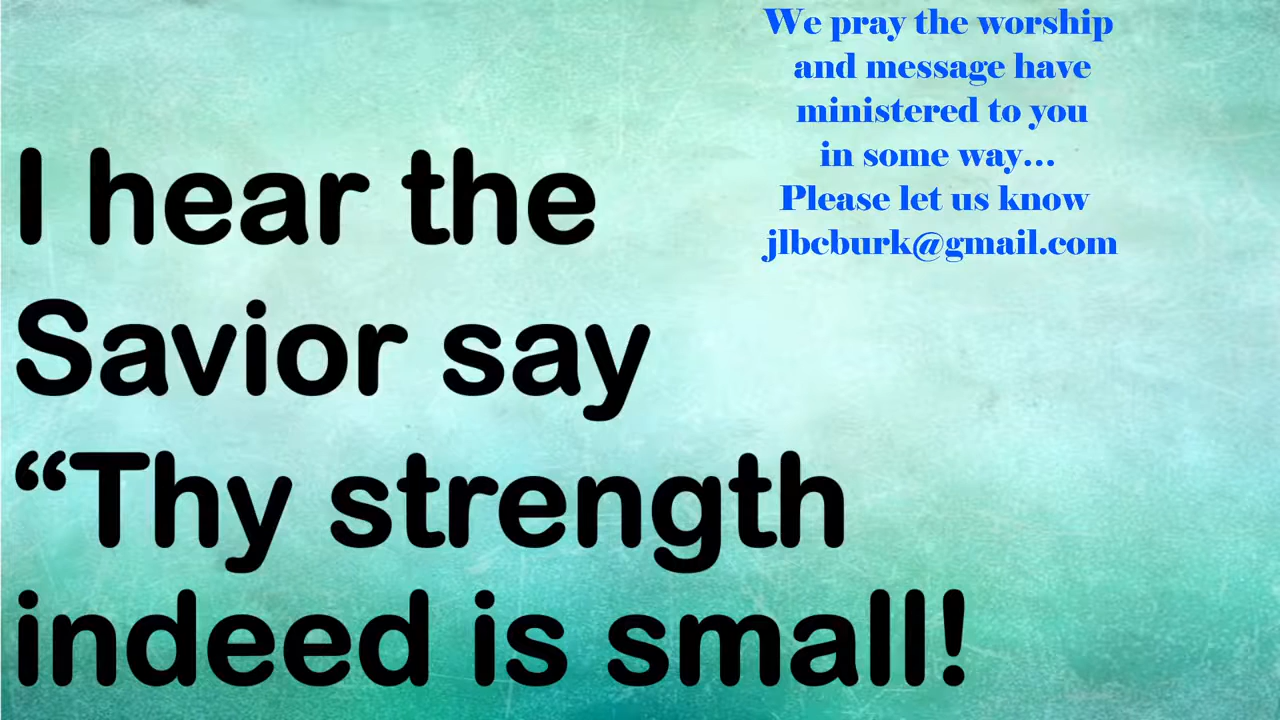 We pray the worship
and message have
ministered to you
in some way...
Please let us know
jlbcburk@gmail.com
I hear the
Savior say
“Thy strength
indeed is small!